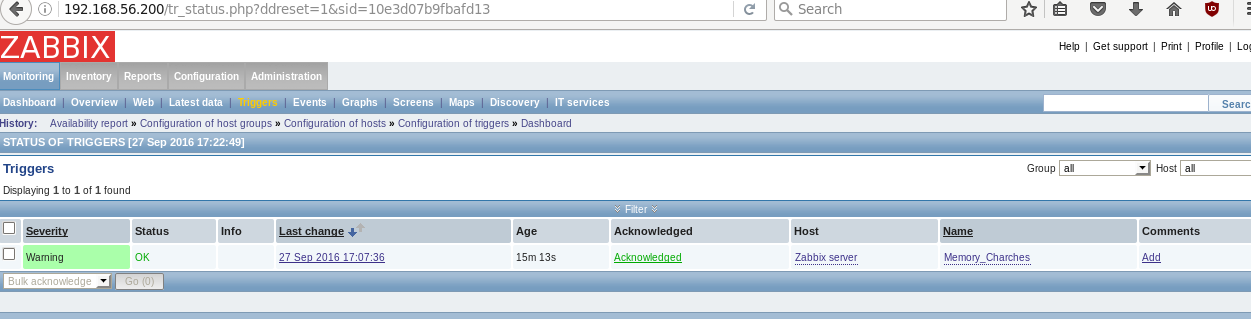 192.168.56.200/tr_status.php?ddreset=1&sid=10e3d07b9fbafd13 Search
ZABBIX
Help | Get support | Print | Profile |
Monitoring Inventory Reports Configuration Administration
Dashboard | Overview | Web | Latest data | Triggers | Events | Graphs | Screens | Maps | Discovery | IT services
History: Availability report » Configuration of host groups » Configuration of hosts » Configuration of triggers » Dashboard
STATUS OF TRIGGERS [27 Sep 2016 17:22:49]
Triggers Group all Host all
Displaying 1 to 1 of 1 found
Filter
Severity Status Info Last change Age Acknowledged Host Name Comments
Warning OK 27 Sep 2016 17:07:36 15m 13s Acknowledged Zabbix server Memory_Charches Add
Bulk acknowledge Go (0)